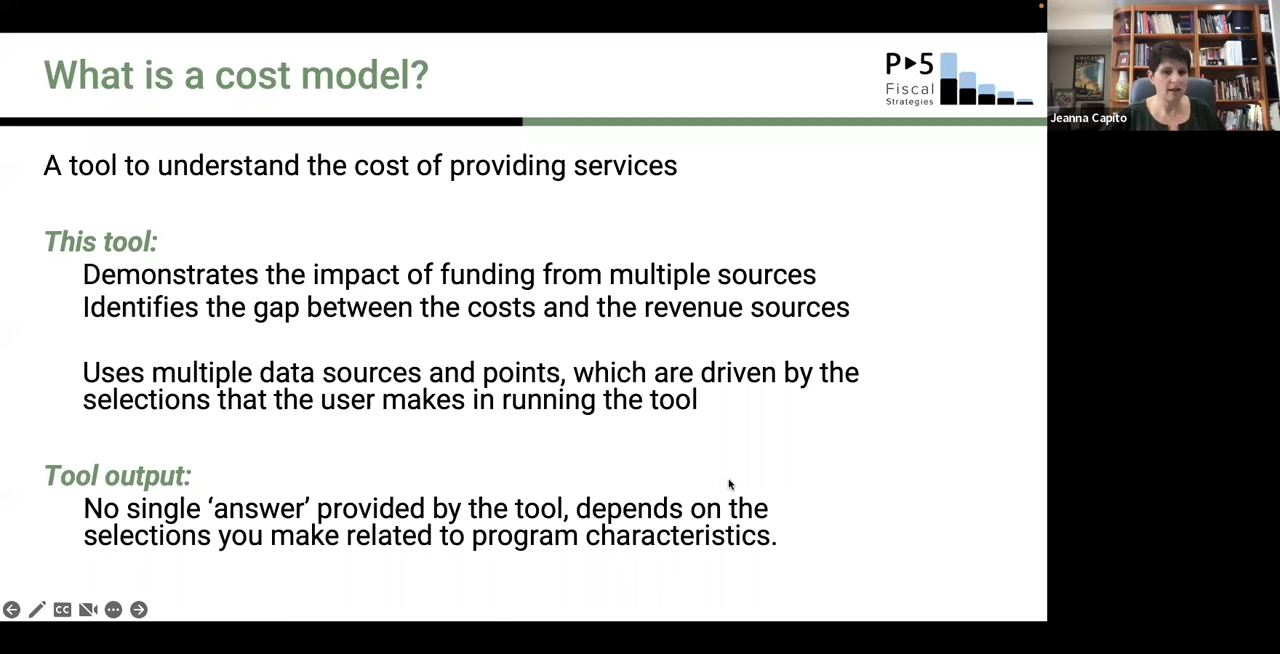 What is a cost model?
P▸5
Fiscal
Strategies
Jeanna Capito
A tool to understand the cost of providing services
This tool:
Demonstrates the impact of funding from multiple sources
Identifies the gap between the costs and the revenue sources
Uses multiple data sources and points, which are driven by the
selections that the user makes in running the tool
Tool output:
No single ‘answer’ provided by the tool, depends on the
selections you make related to program characteristics.
CC